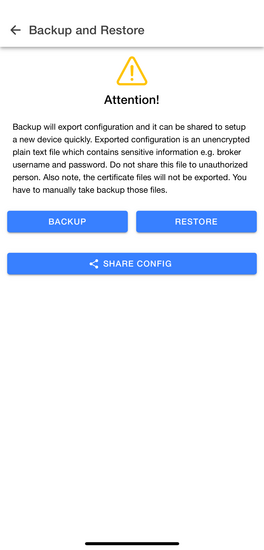 Backup and Restore
Attention!
Backup will export configuration and it can be shared to setup
a new device quickly. Exported configuration is an unencrypted
plain text file which contains sensitive information e.g. broker
username and password. Do not share this file to unauthorized
person. Also note, the certificate files will not be exported. You
have to manually take backup those files.
BACKUP
RESTORE
SHARE CONFIG